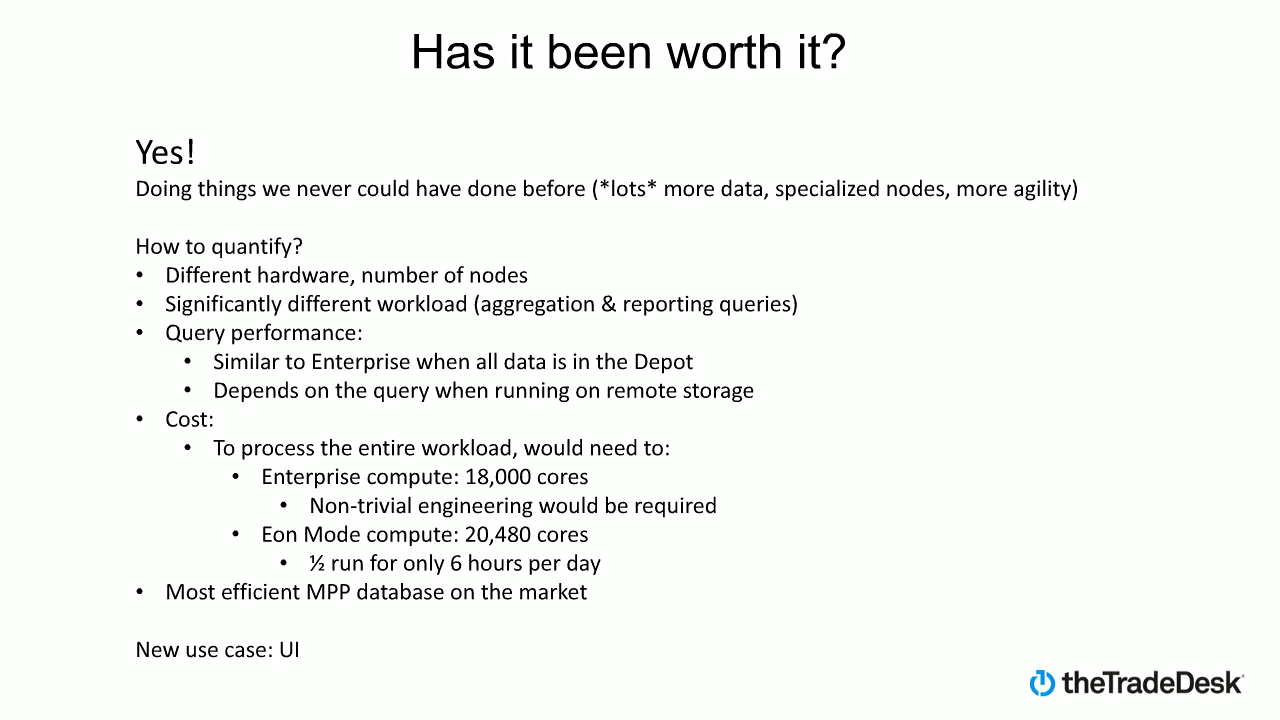 Has it been worth it?
Yes!
Doing things we never could have done before (*lots* more data, specialized nodes, more agility)
How to quantify?
• Different hardware, number of nodes
• Significantly different workload (aggregation & reporting queries)
• Query performance:
• Similar to Enterprise when all data is in the Depot
• Depends on the query when running on remote storage
• Cost:
• To process the entire workload, would need to:
• Enterprise compute: 18,000 cores
• Non-trivial engineering would be required
• Eon Mode compute: 20,480 cores
• ½ run for only 6 hours per day
• Most efficient MPP database on the market
New use case: UI
theTradeDesk